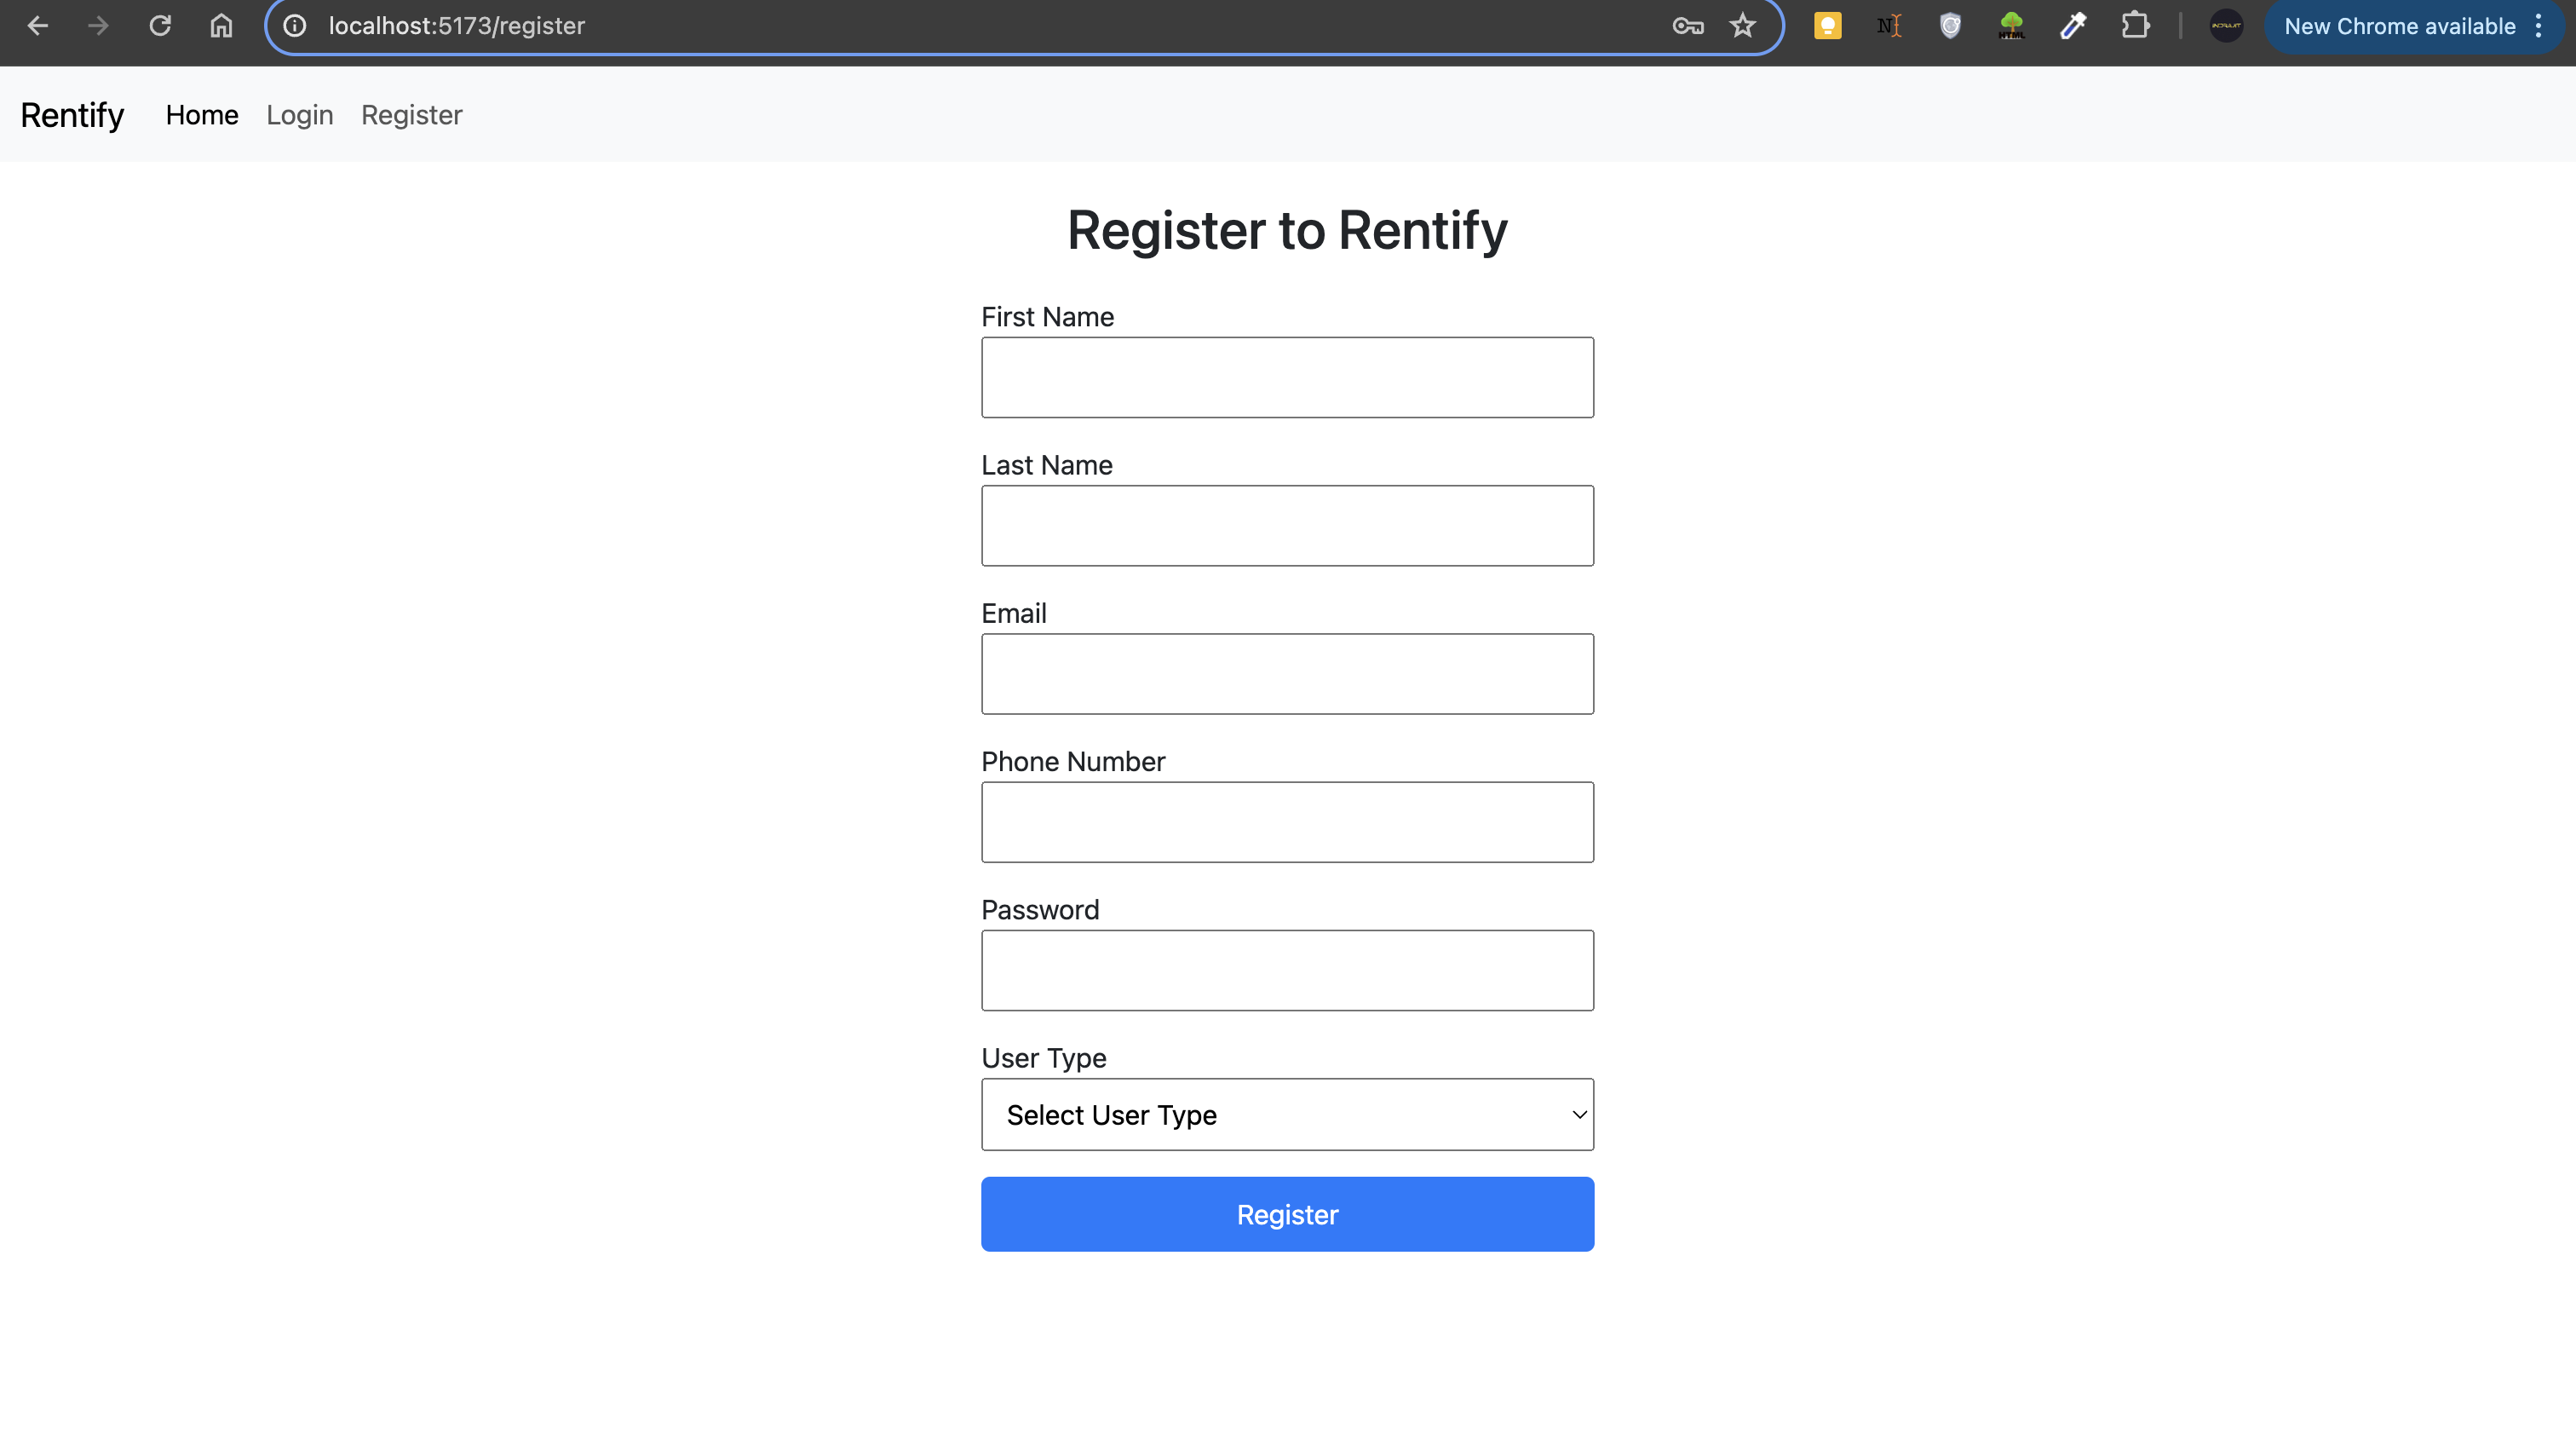 localhost:5173/register
New Chrome available
Rentify Home Login Register
Register to Rentify
First Name
Last Name
Email
Phone Number
Password
User Type
Select User Type
Register